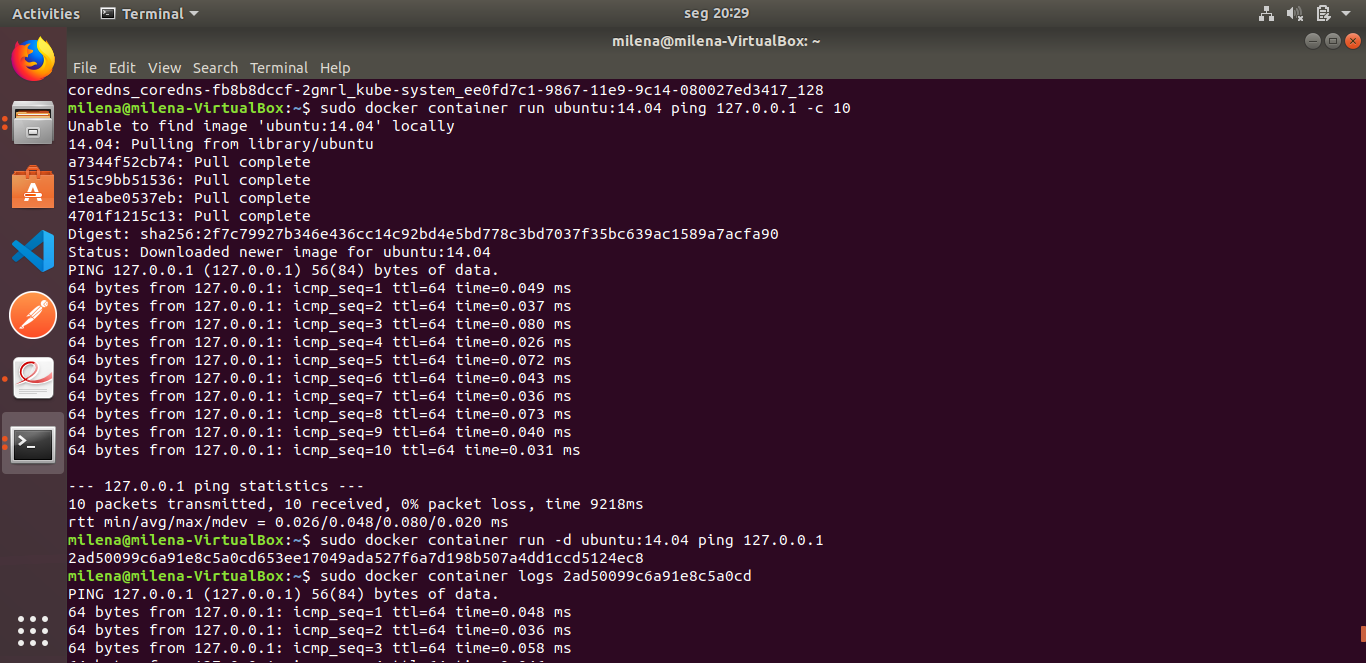 Activities Terminal seg 20:29
milena@milena-VirtualBox: ~
File Edit View Search Terminal Help
coredns_coredns-fb8b8dccf-2gmrl_kube-system_ee0fd7c1-9867-11e9-9c14-080027ed3417_128
milena@milena-VirtualBox:~$ sudo docker container run ubuntu:14.04 ping 127.0.0.1 -c 10
Unable to find image 'ubuntu:14.04' locally
14.04: Pulling from library/ubuntu
a7344f52cb74: Pull complete
515c9bb51536: Pull complete
e1eabe0537eb: Pull complete
4701f1215c13: Pull complete
Digest: sha256:2f7c79927b346e436cc14c92bd4e5bd778c3bd7037f35bc639ac1589a7acfa90
Status: Downloaded newer image for ubuntu:14.04
PING 127.0.0.1 (127.0.0.1) 56(84) bytes of data.
64 bytes from 127.0.0.1: icmp_seq=1 ttl=64 time=0.049 ms
64 bytes from 127.0.0.1: icmp_seq=2 ttl=64 time=0.037 ms
64 bytes from 127.0.0.1: icmp_seq=3 ttl=64 time=0.080 ms
64 bytes from 127.0.0.1: icmp_seq=4 ttl=64 time=0.026 ms
64 bytes from 127.0.0.1: icmp_seq=5 ttl=64 time=0.072 ms
64 bytes from 127.0.0.1: icmp_seq=6 ttl=64 time=0.043 ms
64 bytes from 127.0.0.1: icmp_seq=7 ttl=64 time=0.036 ms
64 bytes from 127.0.0.1: icmp_seq=8 ttl=64 time=0.073 ms
64 bytes from 127.0.0.1: icmp_seq=9 ttl=64 time=0.040 ms
64 bytes from 127.0.0.1: icmp_seq=10 ttl=64 time=0.031 ms
--- 127.0.0.1 ping statistics ---
10 packets transmitted, 10 received, 0% packet loss, time 9218ms
rtt min/avg/max/mdev = 0.026/0.048/0.080/0.020 ms
milena@milena-VirtualBox:~$ sudo docker container run -d ubuntu:14.04 ping 127.0.0.1
2ad50099c6a91e8c5a0cd653ee17049ada527f6a7d198b507a4dd1ccd5124ec8
milena@milena-VirtualBox:~$ sudo docker container logs 2ad50099c6a91e8c5a0cd
PING 127.0.0.1 (127.0.0.1) 56(84) bytes of data.
64 bytes from 127.0.0.1: icmp_seq=1 ttl=64 time=0.048 ms
64 bytes from 127.0.0.1: icmp_seq=2 ttl=64 time=0.036 ms
64 bytes from 127.0.0.1: icmp_seq=3 ttl=64 time=0.058 ms